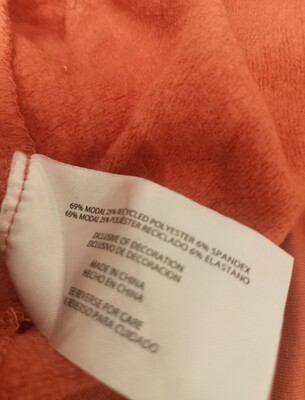 69% MODAL 25% RECYCLED POLYESTER 6% SPANDEX
69% MODAL 25% POLIÉSTER RECICLADO 6% ELASTANO
EXCLUSIVE OF DECORATION
EXCLUSIVO DE DECORACIÓN
MADE IN CHINA
HECHO EN CHINA
SEE REVERSE FOR CARE
REVERSO PARA CUIDADO